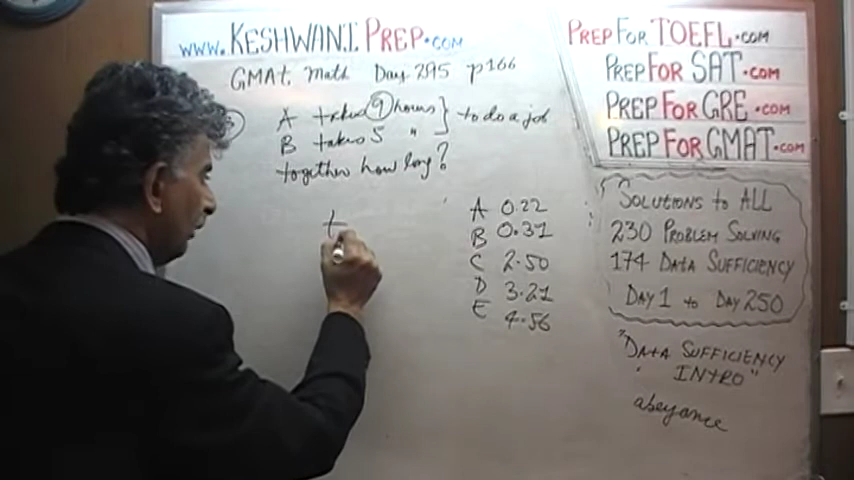 www.KESHWANI PREP.com
GMAT Math Day 295 p166
A takes 9 hours } to do a job
B takes 5 "
together how long?
t
A 0.22
B 0.31
C 2.50
D 3.21
E 4.56
PREP FOR TOEFL.com
PREP FOR SAT.com
PREP FOR GRE.com
PREP FOR GMAT.com
SOLUTIONS to ALL
230 PROBLEM SOLVING
174 DATA SUFFICIENCY
DAY 1 to DAY 250
"DATA SUFFICIENCY
INTRO"
abeyance